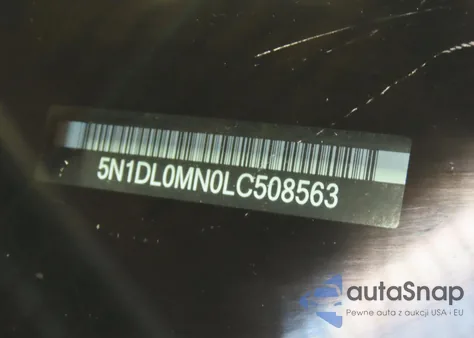 5N1DL0MN0LC508563
autaSnap
Pewne auta z aukcji USA • EU